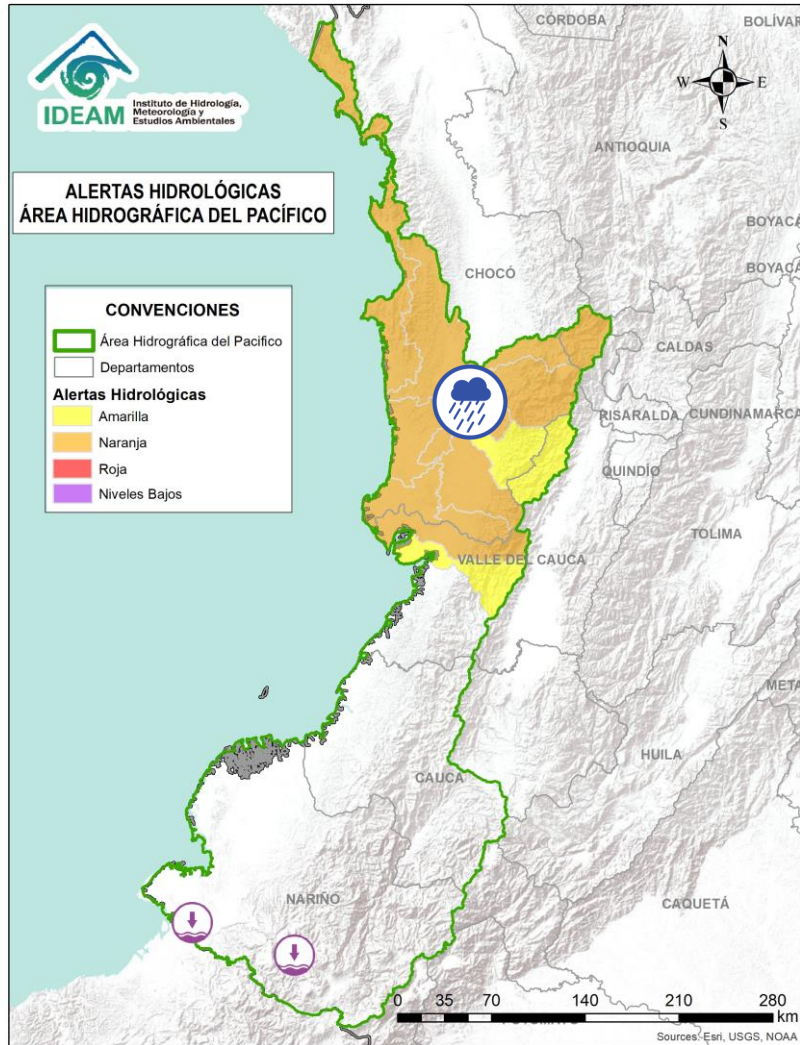 CÓRDOBA
BOLÍVAR
IDEAM
Instituto de Hidrología,
Meteorología y
Estudios Ambientales
N
W
E
S
ANTIOQUIA
ALERTAS HIDROLÓGICAS
ÁREA HIDROGRÁFICA DEL PACÍFICO
BOYACÁ
BOYACÁ
CHOCÓ
CONVENCIONES
Área Hidrográfica del Pacifico
Departamentos
Alertas Hidrológicas
Amarilla
Naranja
Roja
Niveles Bajos
CALDAS
RISARALDA
CUNDINAMARCA
QUINDÍO
TOLIMA
VALLE DEL CAUCA
META
HUILA
CAUCA
NARIÑO
CAQUETÁ
0 35 70 140 210 280
km
Sources: Esri, USGS, NOAA